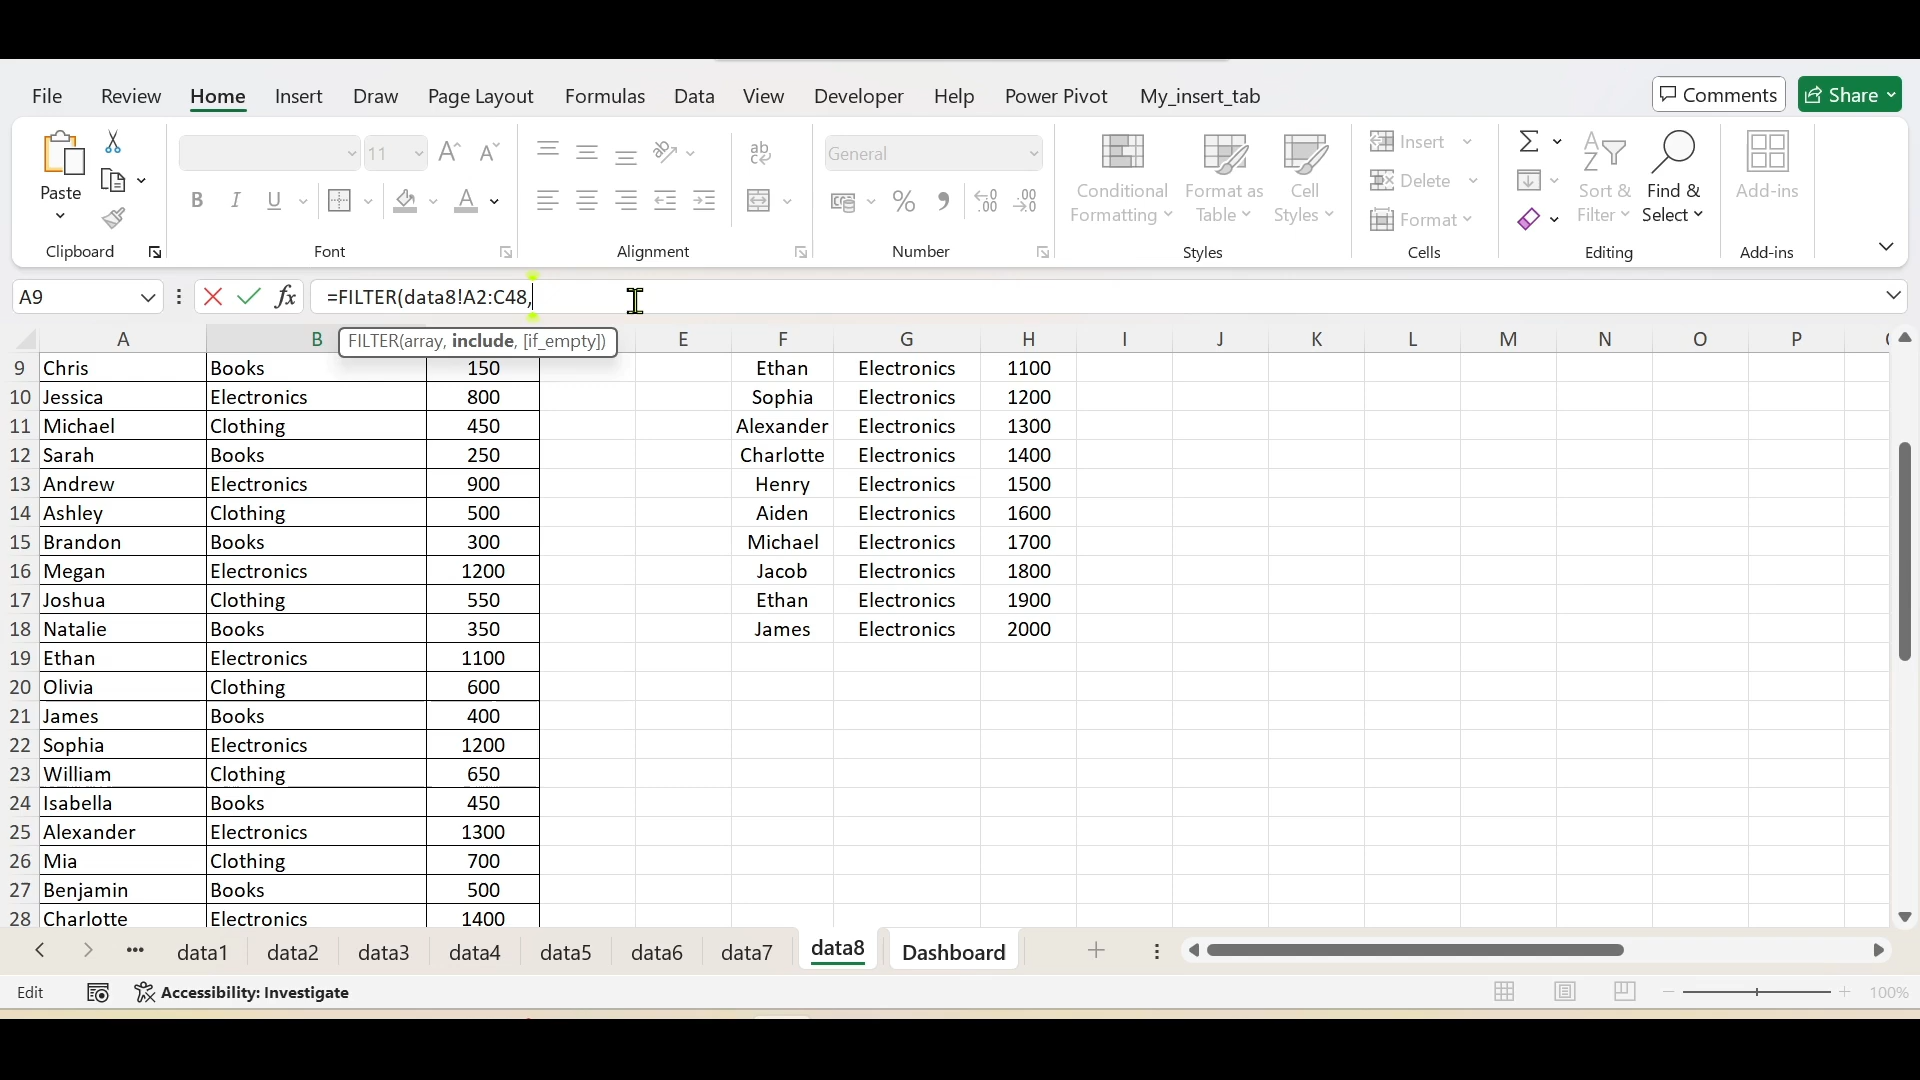 File Review Home Insert Draw Page Layout Formulas Data View Developer Help Power Pivot My_insert_tab Comments Share
Paste
Clipboard
11
B I U
A
Font
ab
Alignment
General
%
Number
Conditional Formatting
Format as Table
Cell Styles
Styles
Insert
Delete
Format
Cells
Sort & Filter
Find & Select
Editing
Add-ins
Add-ins
A9 fx =FILTER(data8!A2:C48,
FILTER(array, include, [if_empty])
A B E F G H I J K L M N O P
9 Chris Books 150 Ethan Electronics 1100
10 Jessica Electronics 800 Sophia Electronics 1200
11 Michael Clothing 450 Alexander Electronics 1300
12 Sarah Books 250 Charlotte Electronics 1400
13 Andrew Electronics 900 Henry Electronics 1500
14 Ashley Clothing 500 Aiden Electronics 1600
15 Brandon Books 300 Michael Electronics 1700
16 Megan Electronics 1200 Jacob Electronics 1800
17 Joshua Clothing 550 Ethan Electronics 1900
18 Natalie Books 350 James Electronics 2000
19 Ethan Electronics 1100
20 Olivia Clothing 600
21 James Books 400
22 Sophia Electronics 1200
23 William Clothing 650
24 Isabella Books 450
25 Alexander Electronics 1300
26 Mia Clothing 700
27 Benjamin Books 500
28 Charlotte Electronics 1400
data1 data2 data3 data4 data5 data6 data7 data8 Dashboard
Edit Accessibility: Investigate 100%